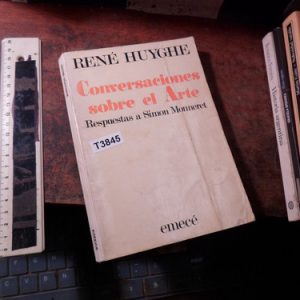 RENÉ HUYGHE
Conversaciones
sobre el Arte
Respuestas a Simon Monneret
T3845
emecé